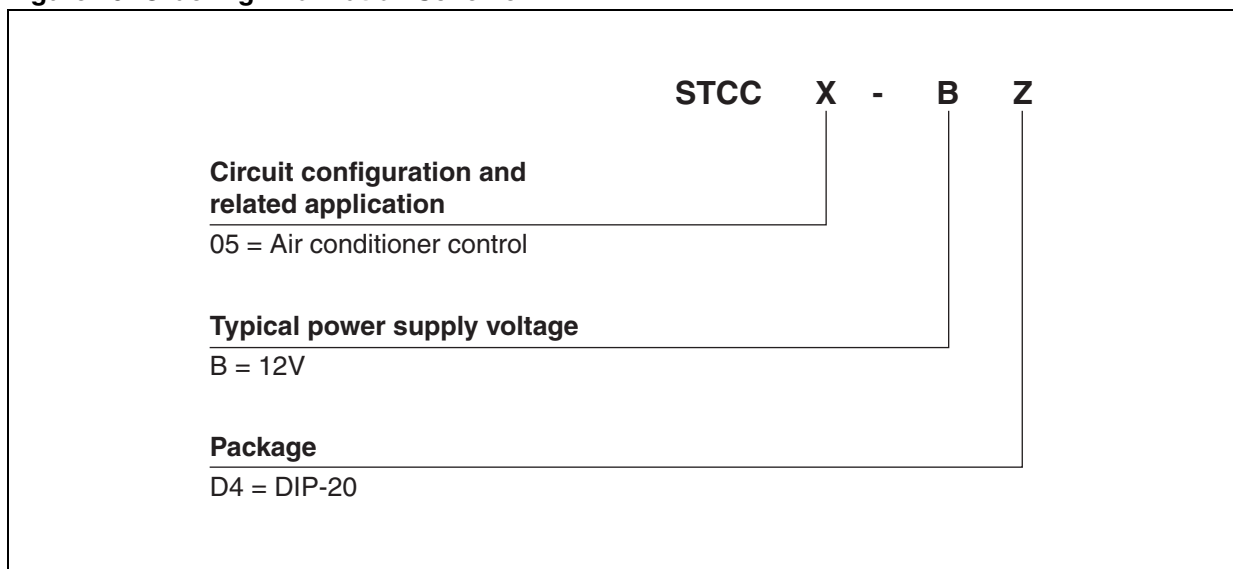 STCC X - B Z
Circuit configuration and
related application
05 = Air conditioner control
Typical power supply voltage
B = 12V
Package
D4 = DIP-20